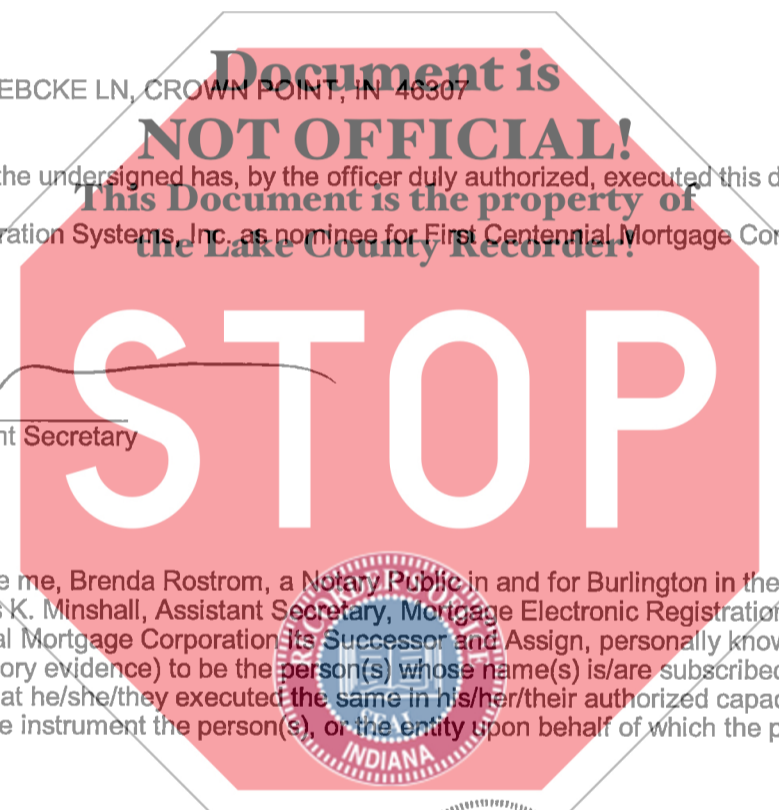 Document is
EBCKE LN, CROWN POINT, IN 46307
NOT OFFICIAL!
the undersigned has, by the officer duly authorized, executed this d
This Document is the property of
ration Systems, Inc. as nominee for First Centennial Mortgage Cor
the Lake County Recorder!
STOP
nt Secretary
e me, Brenda Rostrom, a Notary Public in and for Burlington in the
s K. Minshall, Assistant Secretary, Mortgage Electronic Registration
al Mortgage Corporation Its Successor and Assign, personally know
ory evidence) to be the person(s) whose name(s) is/are subscribed
at he/she/they executed the same in his/her/their authorized capac
e instrument the person(s), or the entity upon behalf of which the p
SEAL
INDIANA